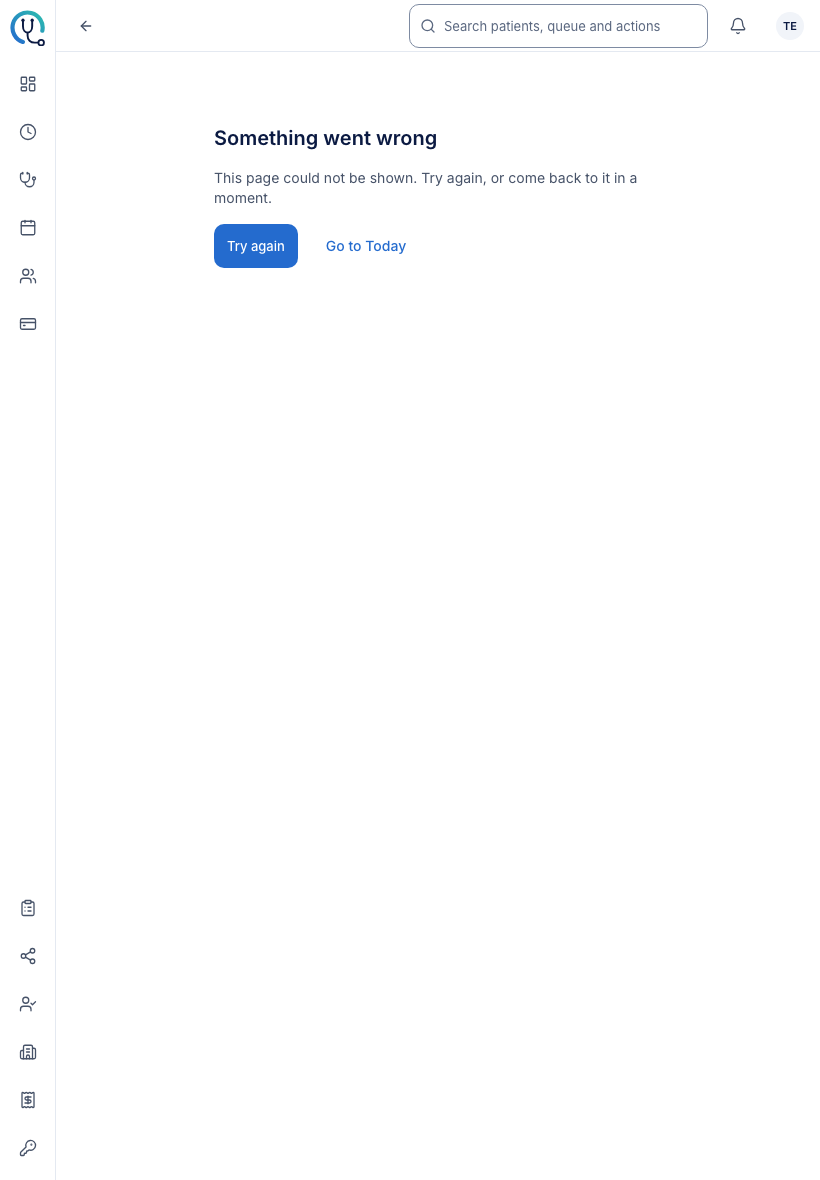 Search patients, queue and actions
TE
Something went wrong
This page could not be shown. Try again, or come back to it in a
moment.
Try again
Go to Today